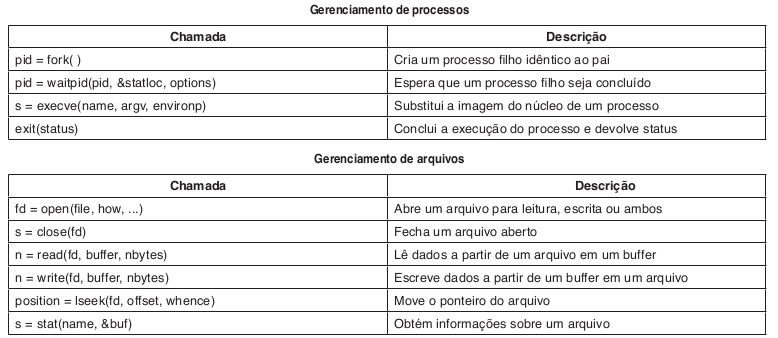 Gerenciamento de processos
Chamada Descrição
pid = fork( ) Cria um processo filho idêntico ao pai
pid = waitpid(pid, &statloc, options) Espera que um processo filho seja concluído
s = execve(name, argv, environp) Substitui a imagem do núcleo de um processo
exit(status) Conclui a execução do processo e devolve status
Gerenciamento de arquivos
Chamada Descrição
fd = open(file, how, ...) Abre um arquivo para leitura, escrita ou ambos
s = close(fd) Fecha um arquivo aberto
n = read(fd, buffer, nbytes) Lê dados a partir de um arquivo em um buffer
n = write(fd, buffer, nbytes) Escreve dados a partir de um buffer em um arquivo
position = lseek(fd, offset, whence) Move o ponteiro do arquivo
s = stat(name, &buf) Obtém informações sobre um arquivo